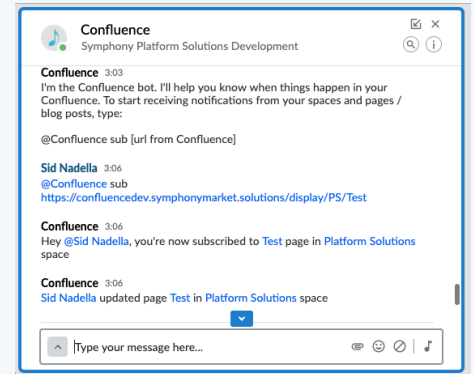 Confluence
Symphony Platform Solutions Development
Confluence 3:03
I'm the Confluence bot. I'll help you know when things happen in your
Confluence. To start receiving notifications from your spaces and pages /
blog posts, type:
@Confluence sub [url from Confluence]
Sid Nadella 3:06
@Confluence sub
https://confluencedev.symphonymarket.solutions/display/PS/Test
Confluence 3:06
Hey @Sid Nadella, you're now subscribed to Test page in Platform Solutions
space
Confluence 3:06
Sid Nadella updated page Test in Platform Solutions space
Type your message here...